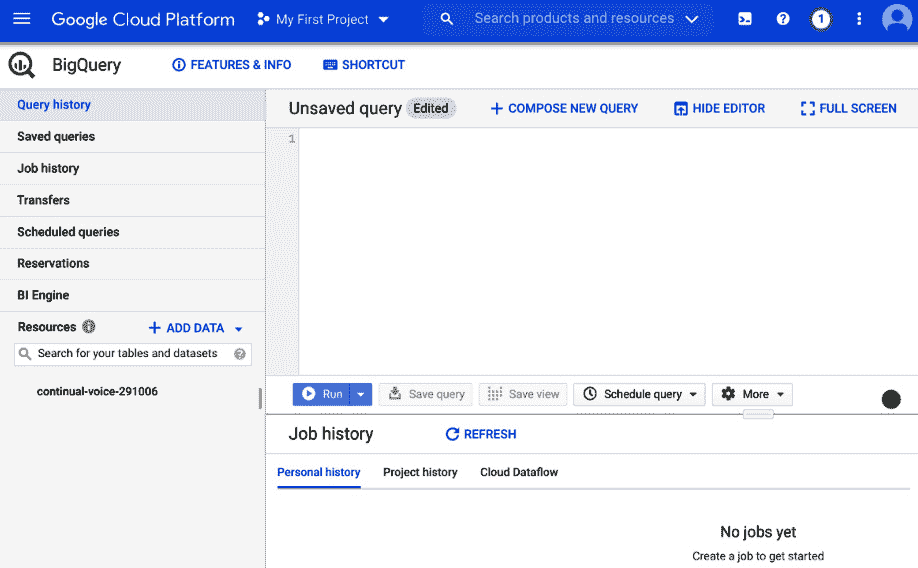 Google Cloud Platform My First Project Search products and resources 1
BigQuery FEATURES & INFO SHORTCUT
Query history
Saved queries
Job history
Transfers
Scheduled queries
Reservations
BI Engine
Resources ADD DATA
Search for your tables and datasets
continual-voice-291006
Unsaved query Edited COMPOSE NEW QUERY HIDE EDITOR FULL SCREEN
1
Run Save query Save view Schedule query More
Job history REFRESH
Personal history Project history Cloud Dataflow
No jobs yet
Create a job to get started